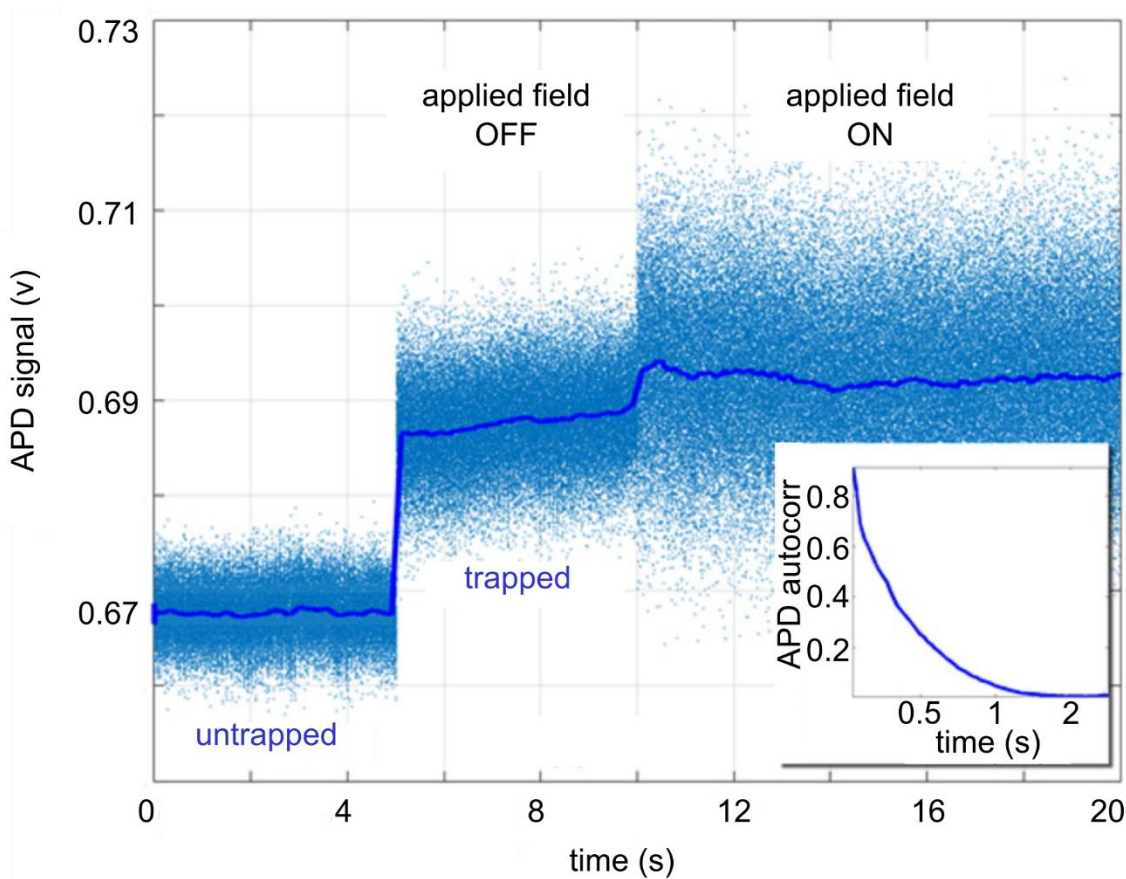 0.73
applied field
OFF
applied field
ON
0.71
APD signal (v)
0.69
0.67
trapped
untrapped
0.8
0.6
0.4
0.2
APD autocorr
0.5 1 2
time (s)
0 4 8 12 16 20
time (s)